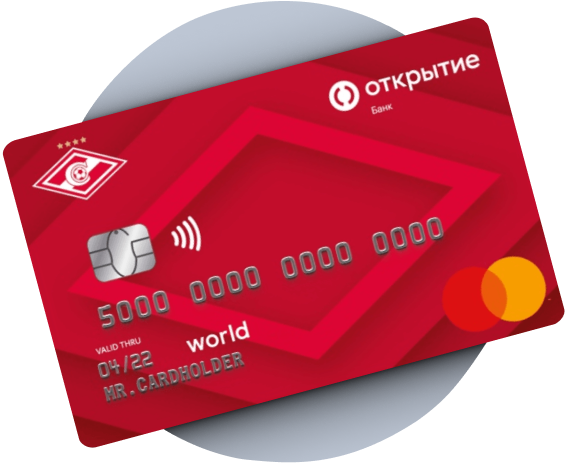 открытие
Банк
5000 0000 0000 0000
world
VALID THRU
04/22
MR.CARDHOLDER